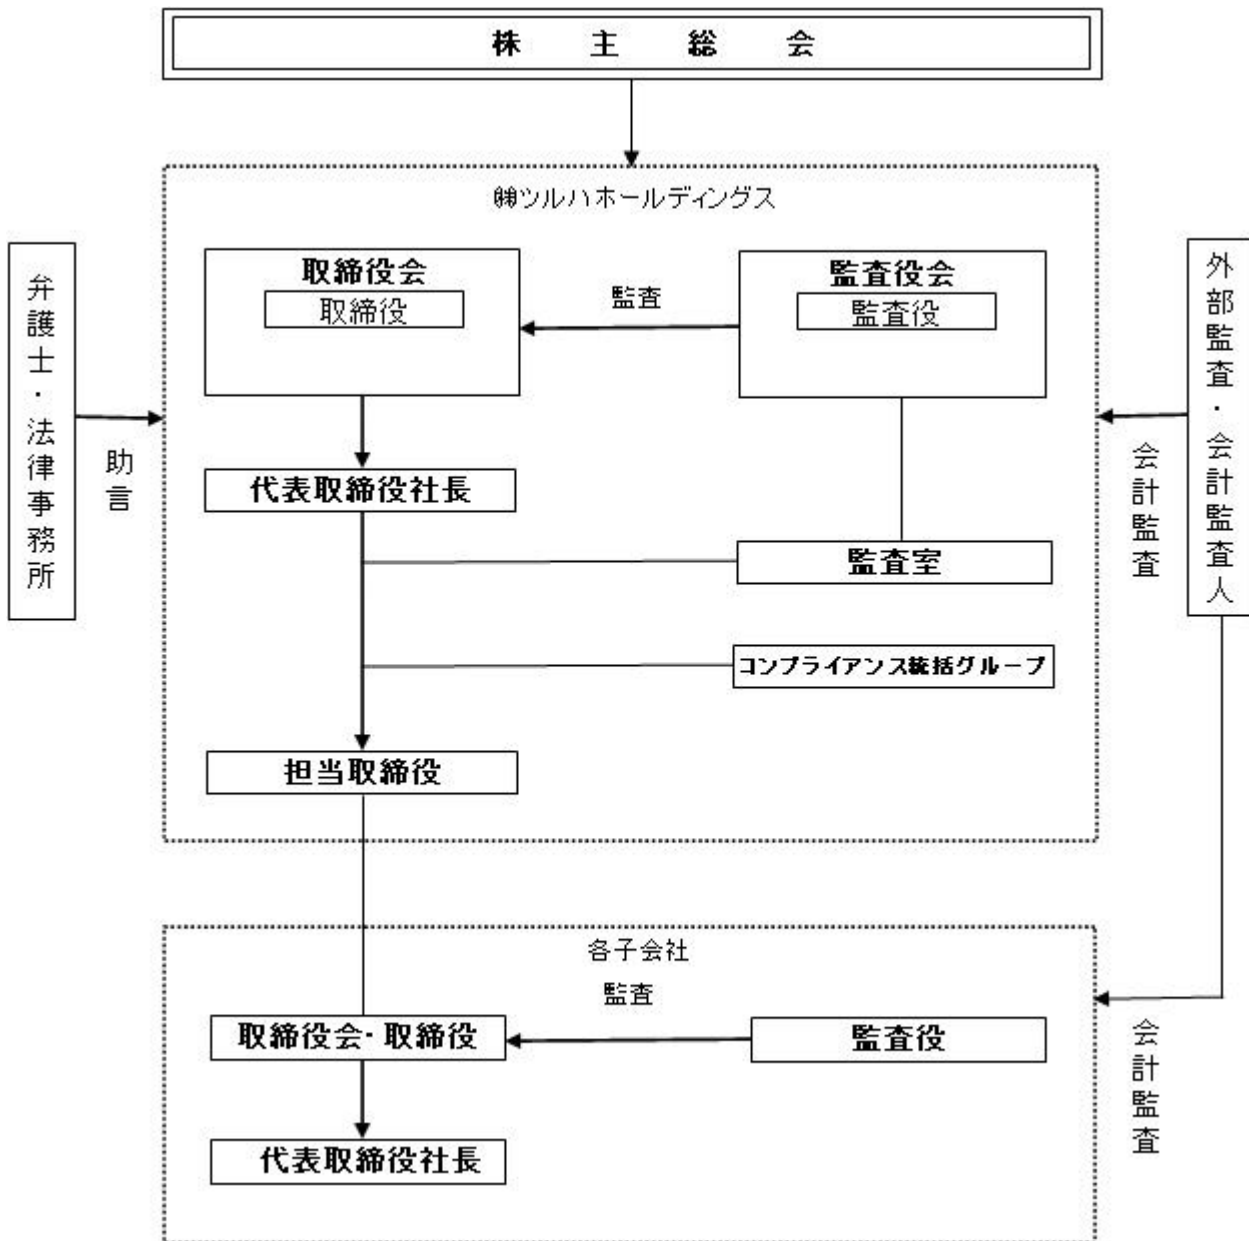 株主総会
㈱ツルハホールディングス
取締役会
取締役
監査
監査役会
監査役
弁護士・法律事務所
助言
外部監査・会計監査人
会計監査
代表取締役社長
監査室
コンプライアンス統括グループ
担当取締役
各子会社
監査
取締役会・取締役
監査役
会計監査
代表取締役社長